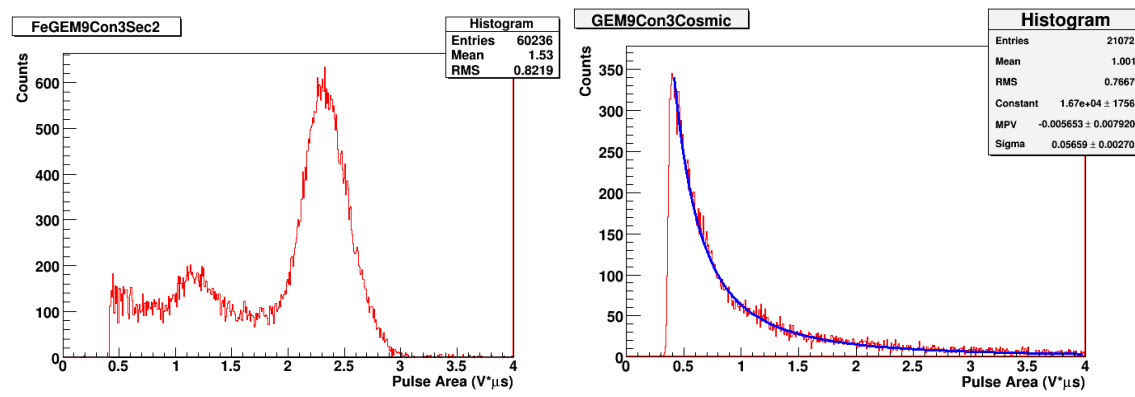 FeGEM9Con3Sec2
Histogram
Entries 60236
Mean 1.53
RMS 0.8219
Counts
600
500
400
300
200
100
0
0 0.5 1 1.5 2 2.5 3 3.5 4
Pulse Area (V*μs)
GEM9Con3Cosmic
Histogram
Entries 21072
Mean 1.001
RMS 0.7667
Constant 1.67e+04 ± 1756
MPV -0.005653 ± 0.007920
Sigma 0.05659 ± 0.00270
Counts
350
300
250
200
150
100
50
0
0 0.5 1 1.5 2 2.5 3 3.5 4
Pulse Area (V*μs)